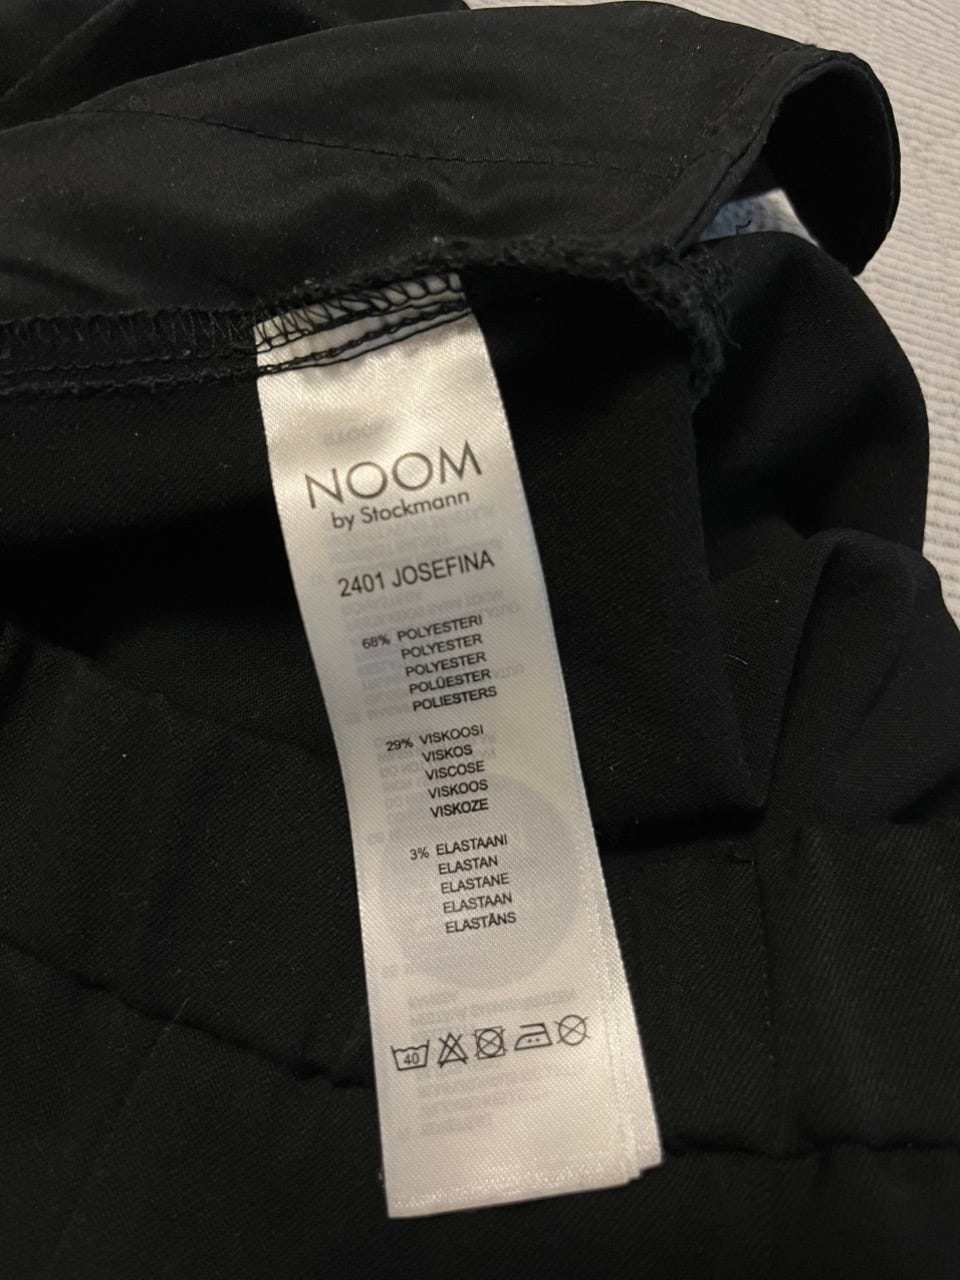 NOOM
by Stockmann
2401 JOSEFINA
68% POLYESTERI
POLYESTER
POLYESTER
POLÜESTER
POLIESTERS
29% VISKOOSI
VISKOS
VISCOSE
VISKOOS
VISKOZE
3% ELASTAANI
ELASTAN
ELASTANE
ELASTAAN
ELASTĀNS
40